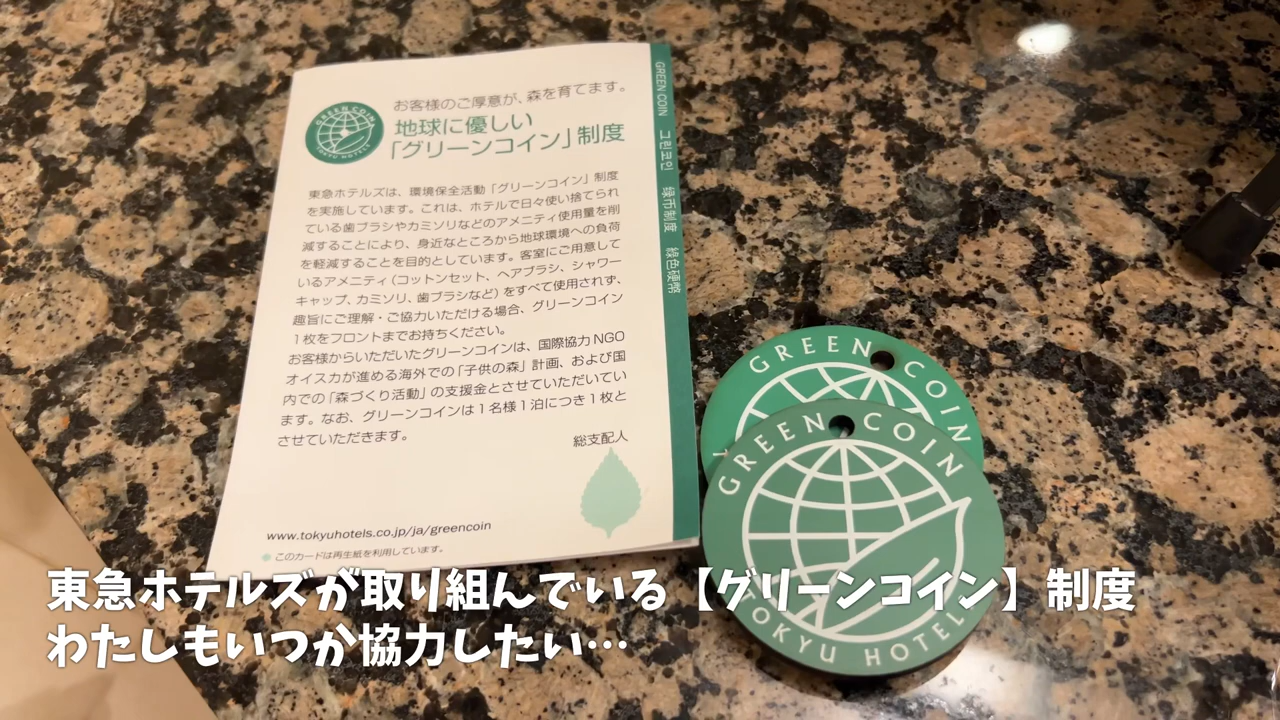 GREEN COIN
TOKYU HOTELS
お客様のご厚意が、森を育てます。
地球に優しい
「グリーンコイン」制度
東急ホテルズは、環境保全活動「グリーンコイン」制度
を実施しています。これは、ホテルで日々使い捨てられ
ている歯ブラシやカミソリなどのアメニティ使用量を削
減することにより、身近なところから地球環境への負荷
を軽減することを目的としています。客室にご用意して
いるアメニティ(コットンセット、ヘアブラシ、シャワー
キャップ、カミソリ、歯ブラシなど)をすべて使用されず、
趣旨にご理解・ご協力いただける場合、グリーンコイン
1枚をフロントまでお持ちください。
お客様からいただいたグリーンコインは、国際協力NGO
オイスカが進める海外での「子供の森」計画、および国
内での「森づくり活動」の支援金とさせていただいてい
ます。なお、グリーンコインは1名様1泊につき1枚と
させていただきます。
総支配人
www.tokyuhotels.co.jp/ja/greencoin
このカードは再生紙を利用しています。
GREEN COIN 그린코인 绿币制度 綠色硬幣
GREEN COIN
GREEN COIN
TOKYU HOTELS
東急ホテルズが取り組んでいる【グリーンコイン】制度
わたしもいつか協力したい…